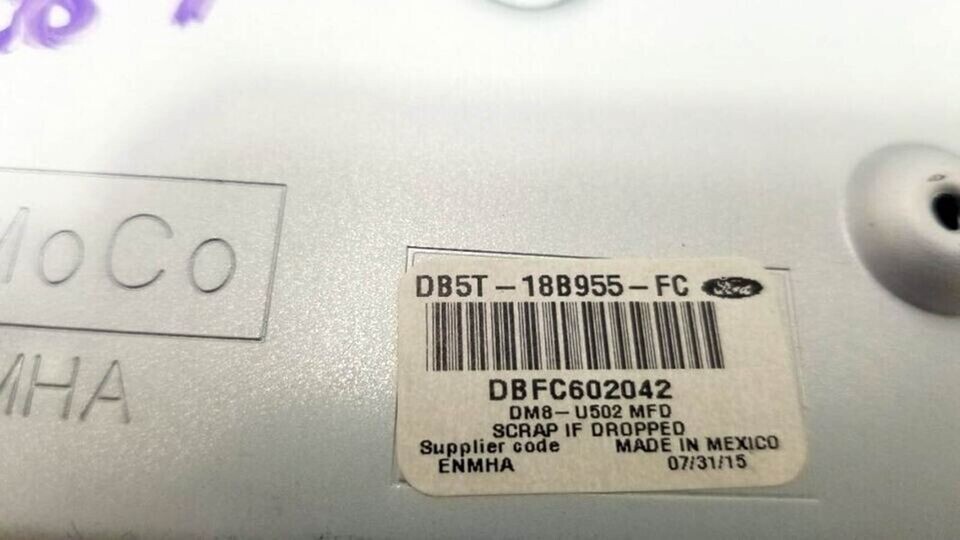 MoCo
MHA
DB5T-18B955-FC Ford
DBFC602042
DM8-U502 MFD
SCRAP IF DROPPED
Supplier code MADE IN MEXICO
ENMHA 07/31/15